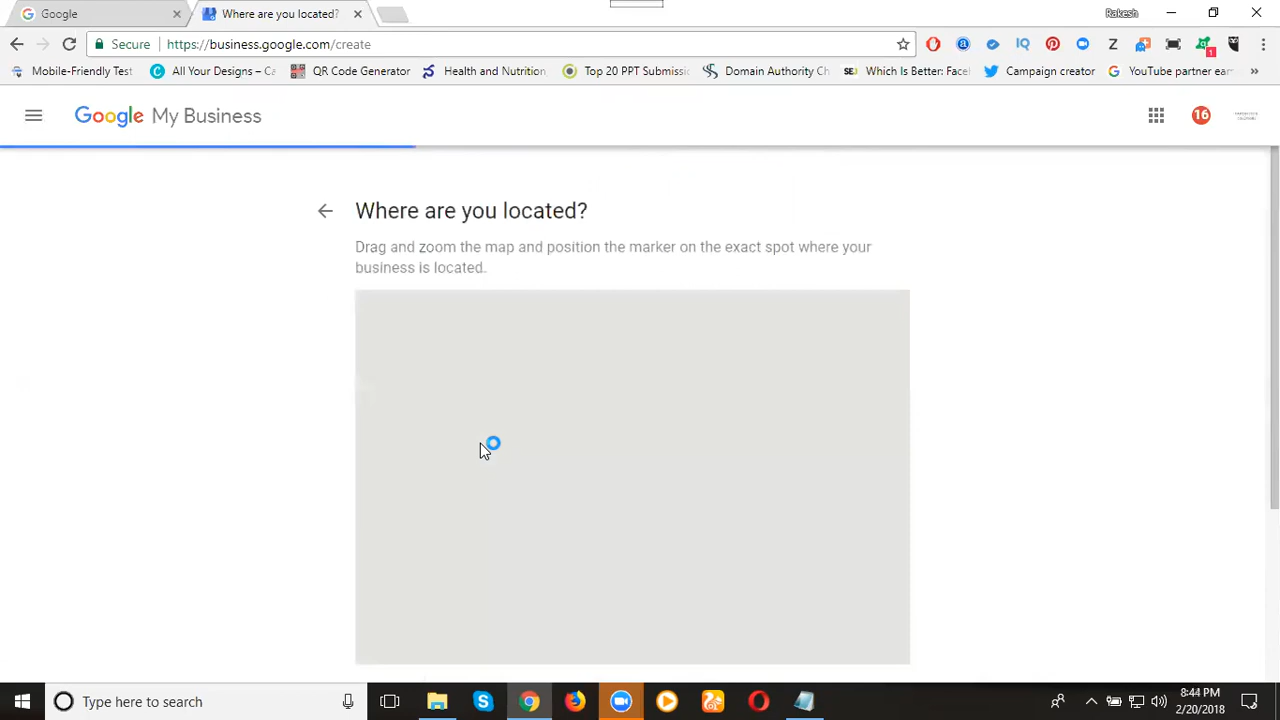 Google
Where are you located?
Rakesh
Secure
https://business.google.com/create
Mobile-Friendly Test
All Your Designs – Ca
QR Code Generator
Health and Nutrition
Top 20 PPT Submissi
Domain Authority Ch
Which Is Better: Facel
Campaign creator
YouTube partner ear
Google My Business
16
Where are you located?
Drag and zoom the map and position the marker on the exact spot where your
business is located.
Type here to search
8:44 PM
2/20/2018